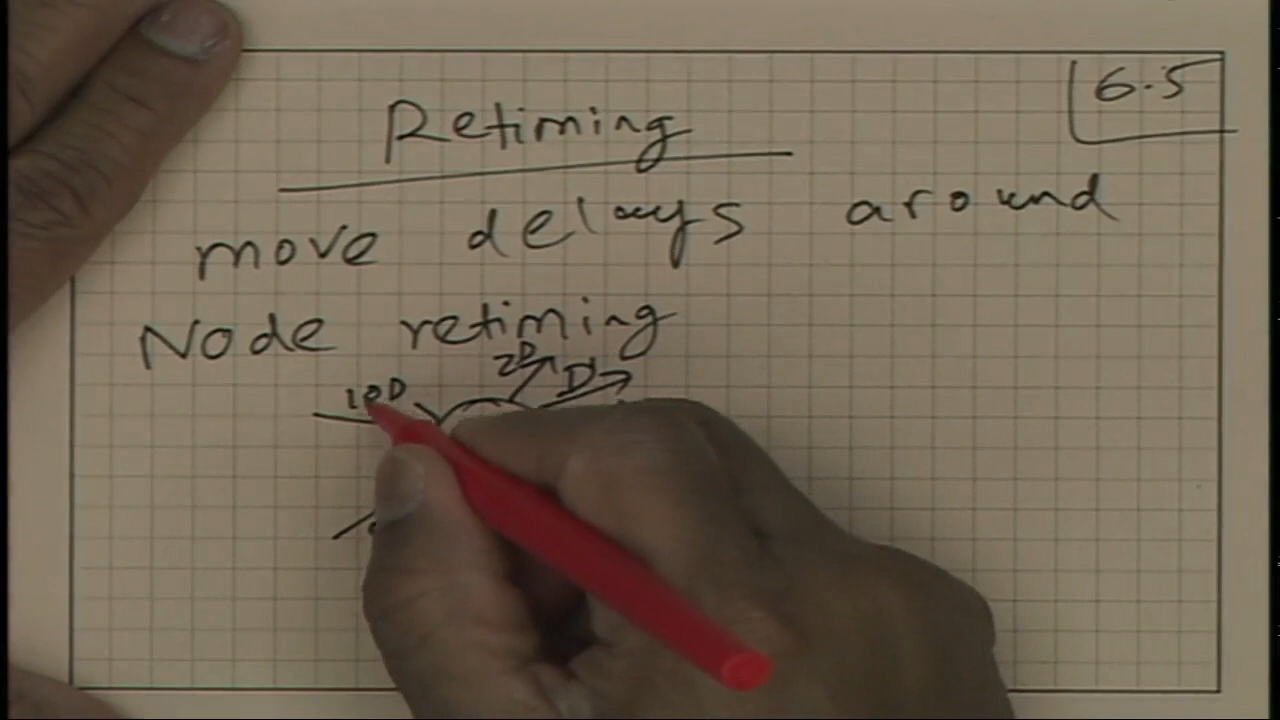 6.5
Retiming
move delays around
Node retiming
2D D
10D